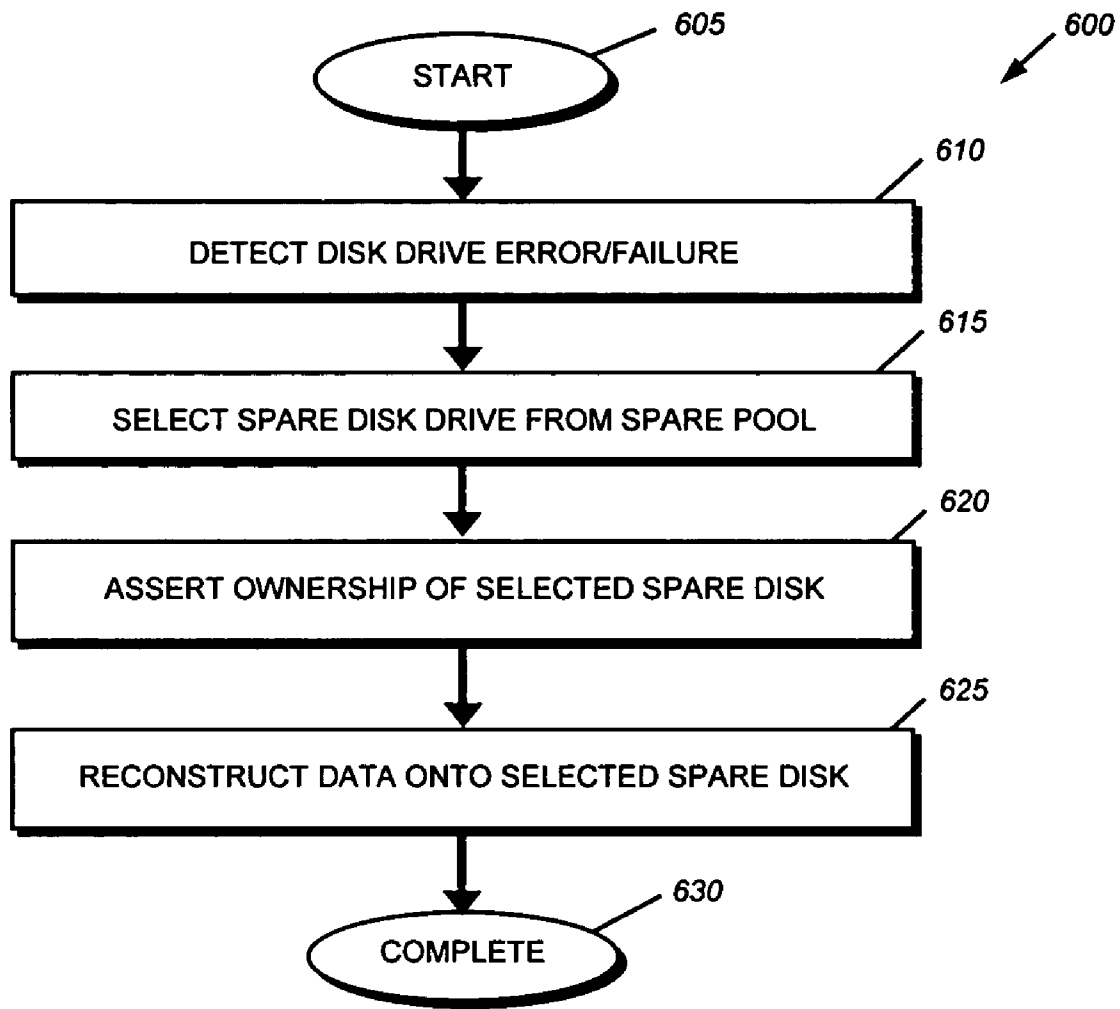 605
600
START
610
DETECT DISK DRIVE ERROR/FAILURE
615
SELECT SPARE DISK DRIVE FROM SPARE POOL
620
ASSERT OWNERSHIP OF SELECTED SPARE DISK
625
RECONSTRUCT DATA ONTO SELECTED SPARE DISK
630
COMPLETE